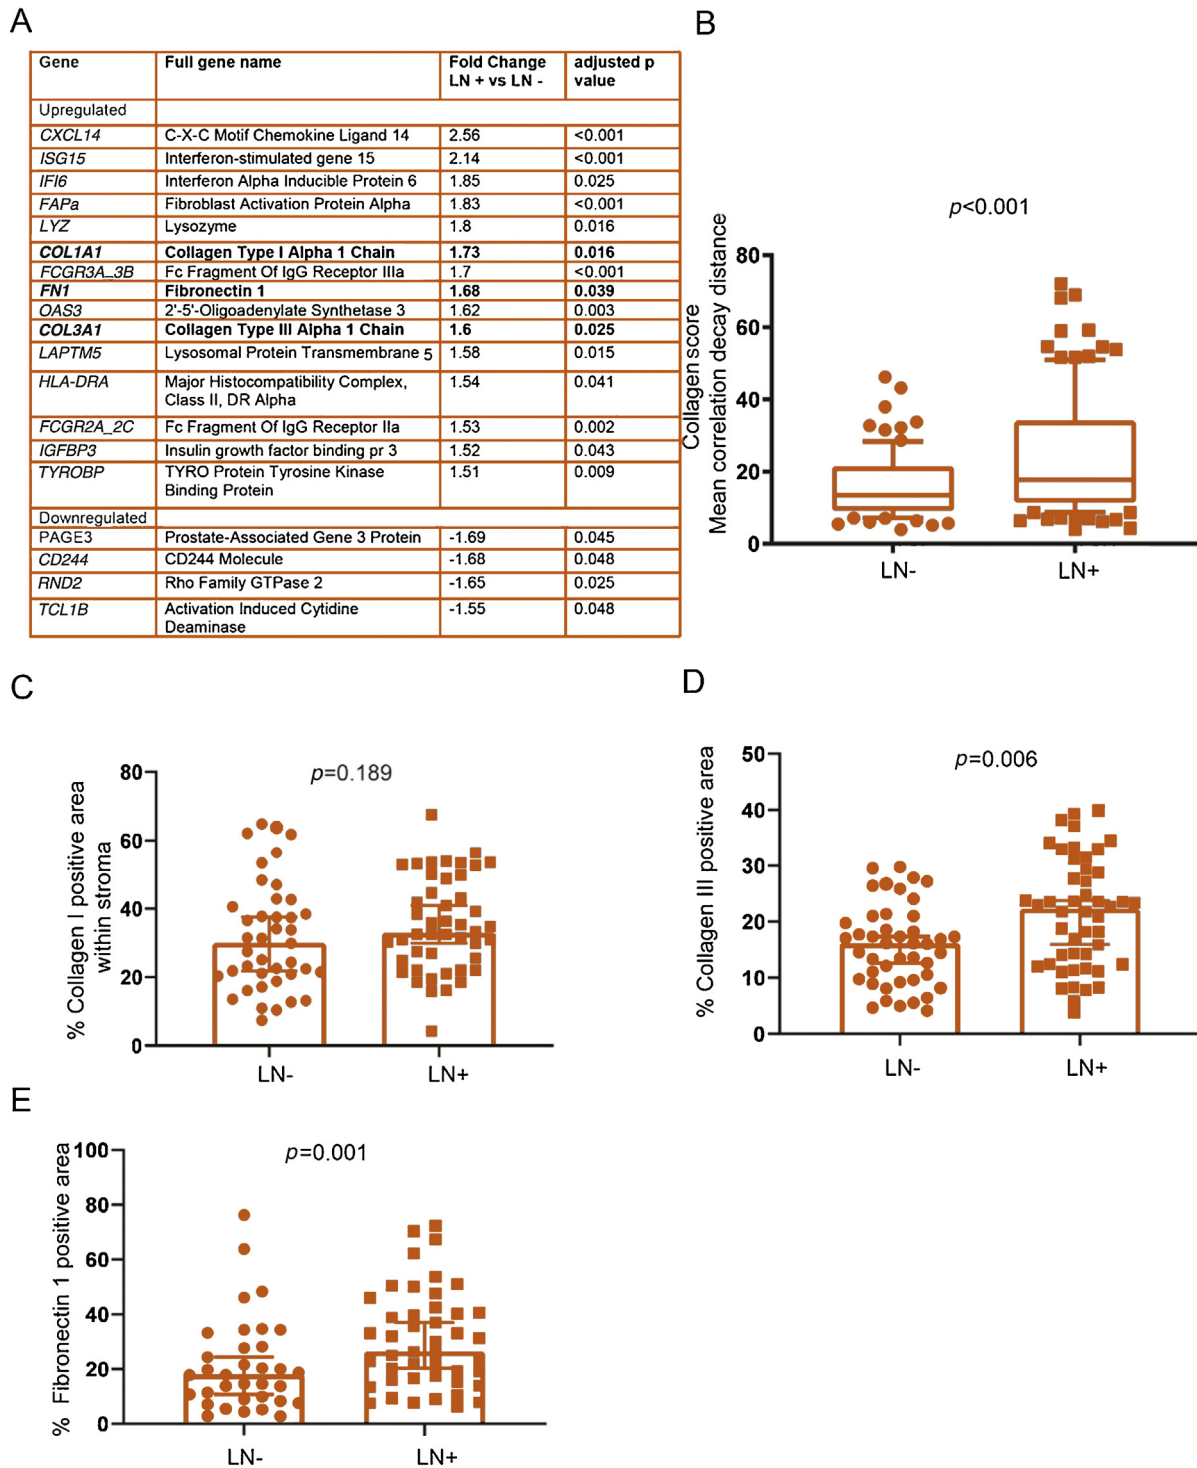 A
Gene Full gene name Fold Change adjusted p
LN + vs LN - value
Upregulated
CXCL14 C-X-C Motif Chemokine Ligand 14 2.56 <0.001
ISG15 Interferon-stimulated gene 15 2.14 <0.001
IFI6 Interferon Alpha Inducible Protein 6 1.85 0.025
FAPa Fibroblast Activation Protein Alpha 1.83 <0.001
LYZ Lysozyme 1.8 0.016
COL1A1 Collagen Type I Alpha 1 Chain 1.73 0.016
FCGR3A_3B Fc Fragment Of IgG Receptor IIIa 1.7 <0.001
FN1 Fibronectin 1 1.68 0.039
OAS3 2'-5'-Oligoadenylate Synthetase 3 1.62 0.003
COL3A1 Collagen Type III Alpha 1 Chain 1.6 0.025
LAPTM5 Lysosomal Protein Transmembrane 5 1.58 0.015
HLA-DRA Major Histocompatibility Complex, 1.54 0.041
Class II, DR Alpha
FCGR2A_2C Fc Fragment Of IgG Receptor IIa 1.53 0.002
IGFBP3 Insulin growth factor binding pr 3 1.52 0.043
TYROBP TYRO Protein Tyrosine Kinase 1.51 0.009
Binding Protein
Downregulated
PAGE3 Prostate-Associated Gene 3 Protein -1.69 0.045
CD244 CD244 Molecule -1.68 0.048
RND2 Rho Family GTPase 2 -1.65 0.025
TCL1B Activation Induced Cytidine -1.55 0.048
Deaminase
B
p<0.001
Collagen score
Mean correlation decay distance
80
60
40
20
0
LN- LN+
C
p=0.189
% Collagen I positive area
within stroma
80
60
40
20
0
LN- LN+
D
p=0.006
% Collagen III positive area
50
40
30
20
10
0
LN- LN+
E
p=0.001
% Fibronectin 1 positive area
100
80
60
40
20
0
LN- LN+